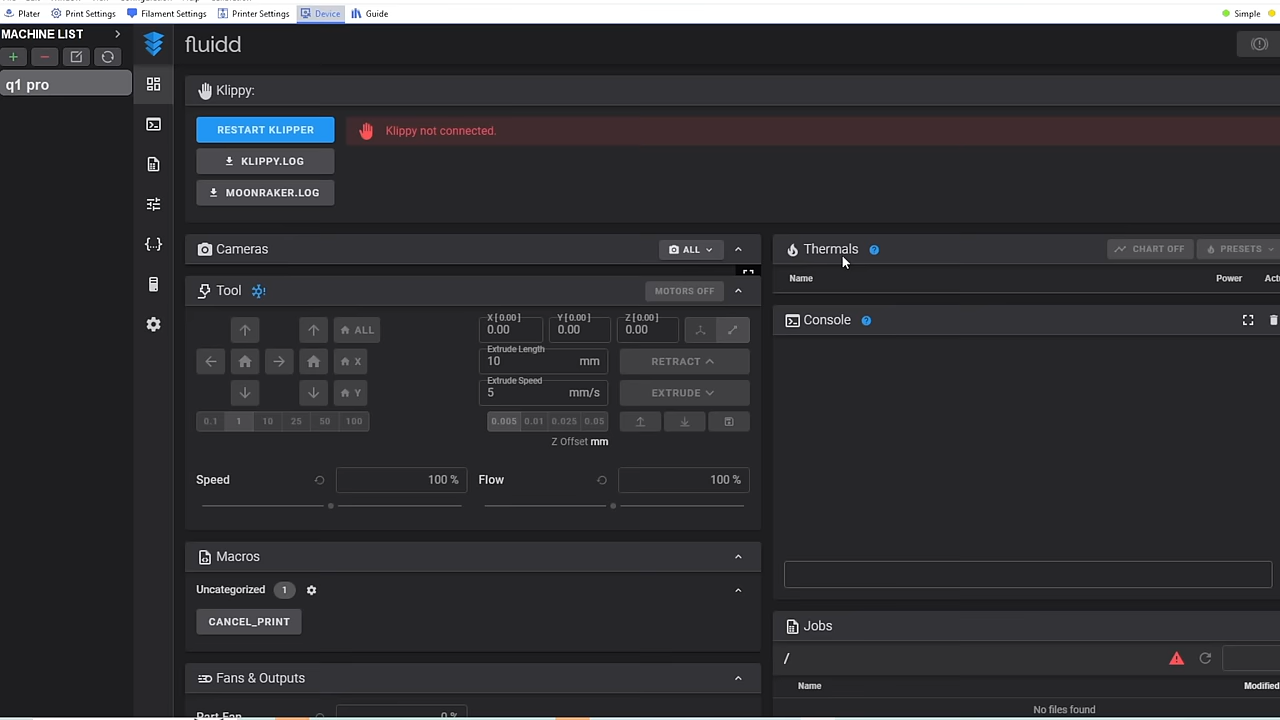 Plater Print Settings Filament Settings Printer Settings Device Guide Simple
MACHINE LIST
q1 pro
fluidd
Klippy:
RESTART KLIPPER
Klippy not connected.
KLIPPY.LOG
MOONRAKER.LOG
Cameras
ALL
Tool
MOTORS OFF
X [ 0.00 ] Y [ 0.00 ] Z [ 0.00 ]
ALL 0.00 0.00 0.00
Extrude Length
X 10 mm RETRACT
Extrude Speed
Y 5 mm/s EXTRUDE
0.1 1 10 25 50 100 0.005 0.01 0.025 0.05
Z Offset mm
Speed 100 % Flow 100 %
Macros
Uncategorized 1
CANCEL_PRINT
Fans & Outputs
Part Fan 0 %
Thermals CHART OFF PRESETS
Name Power
Console
Jobs
/
Name Modified
No files found